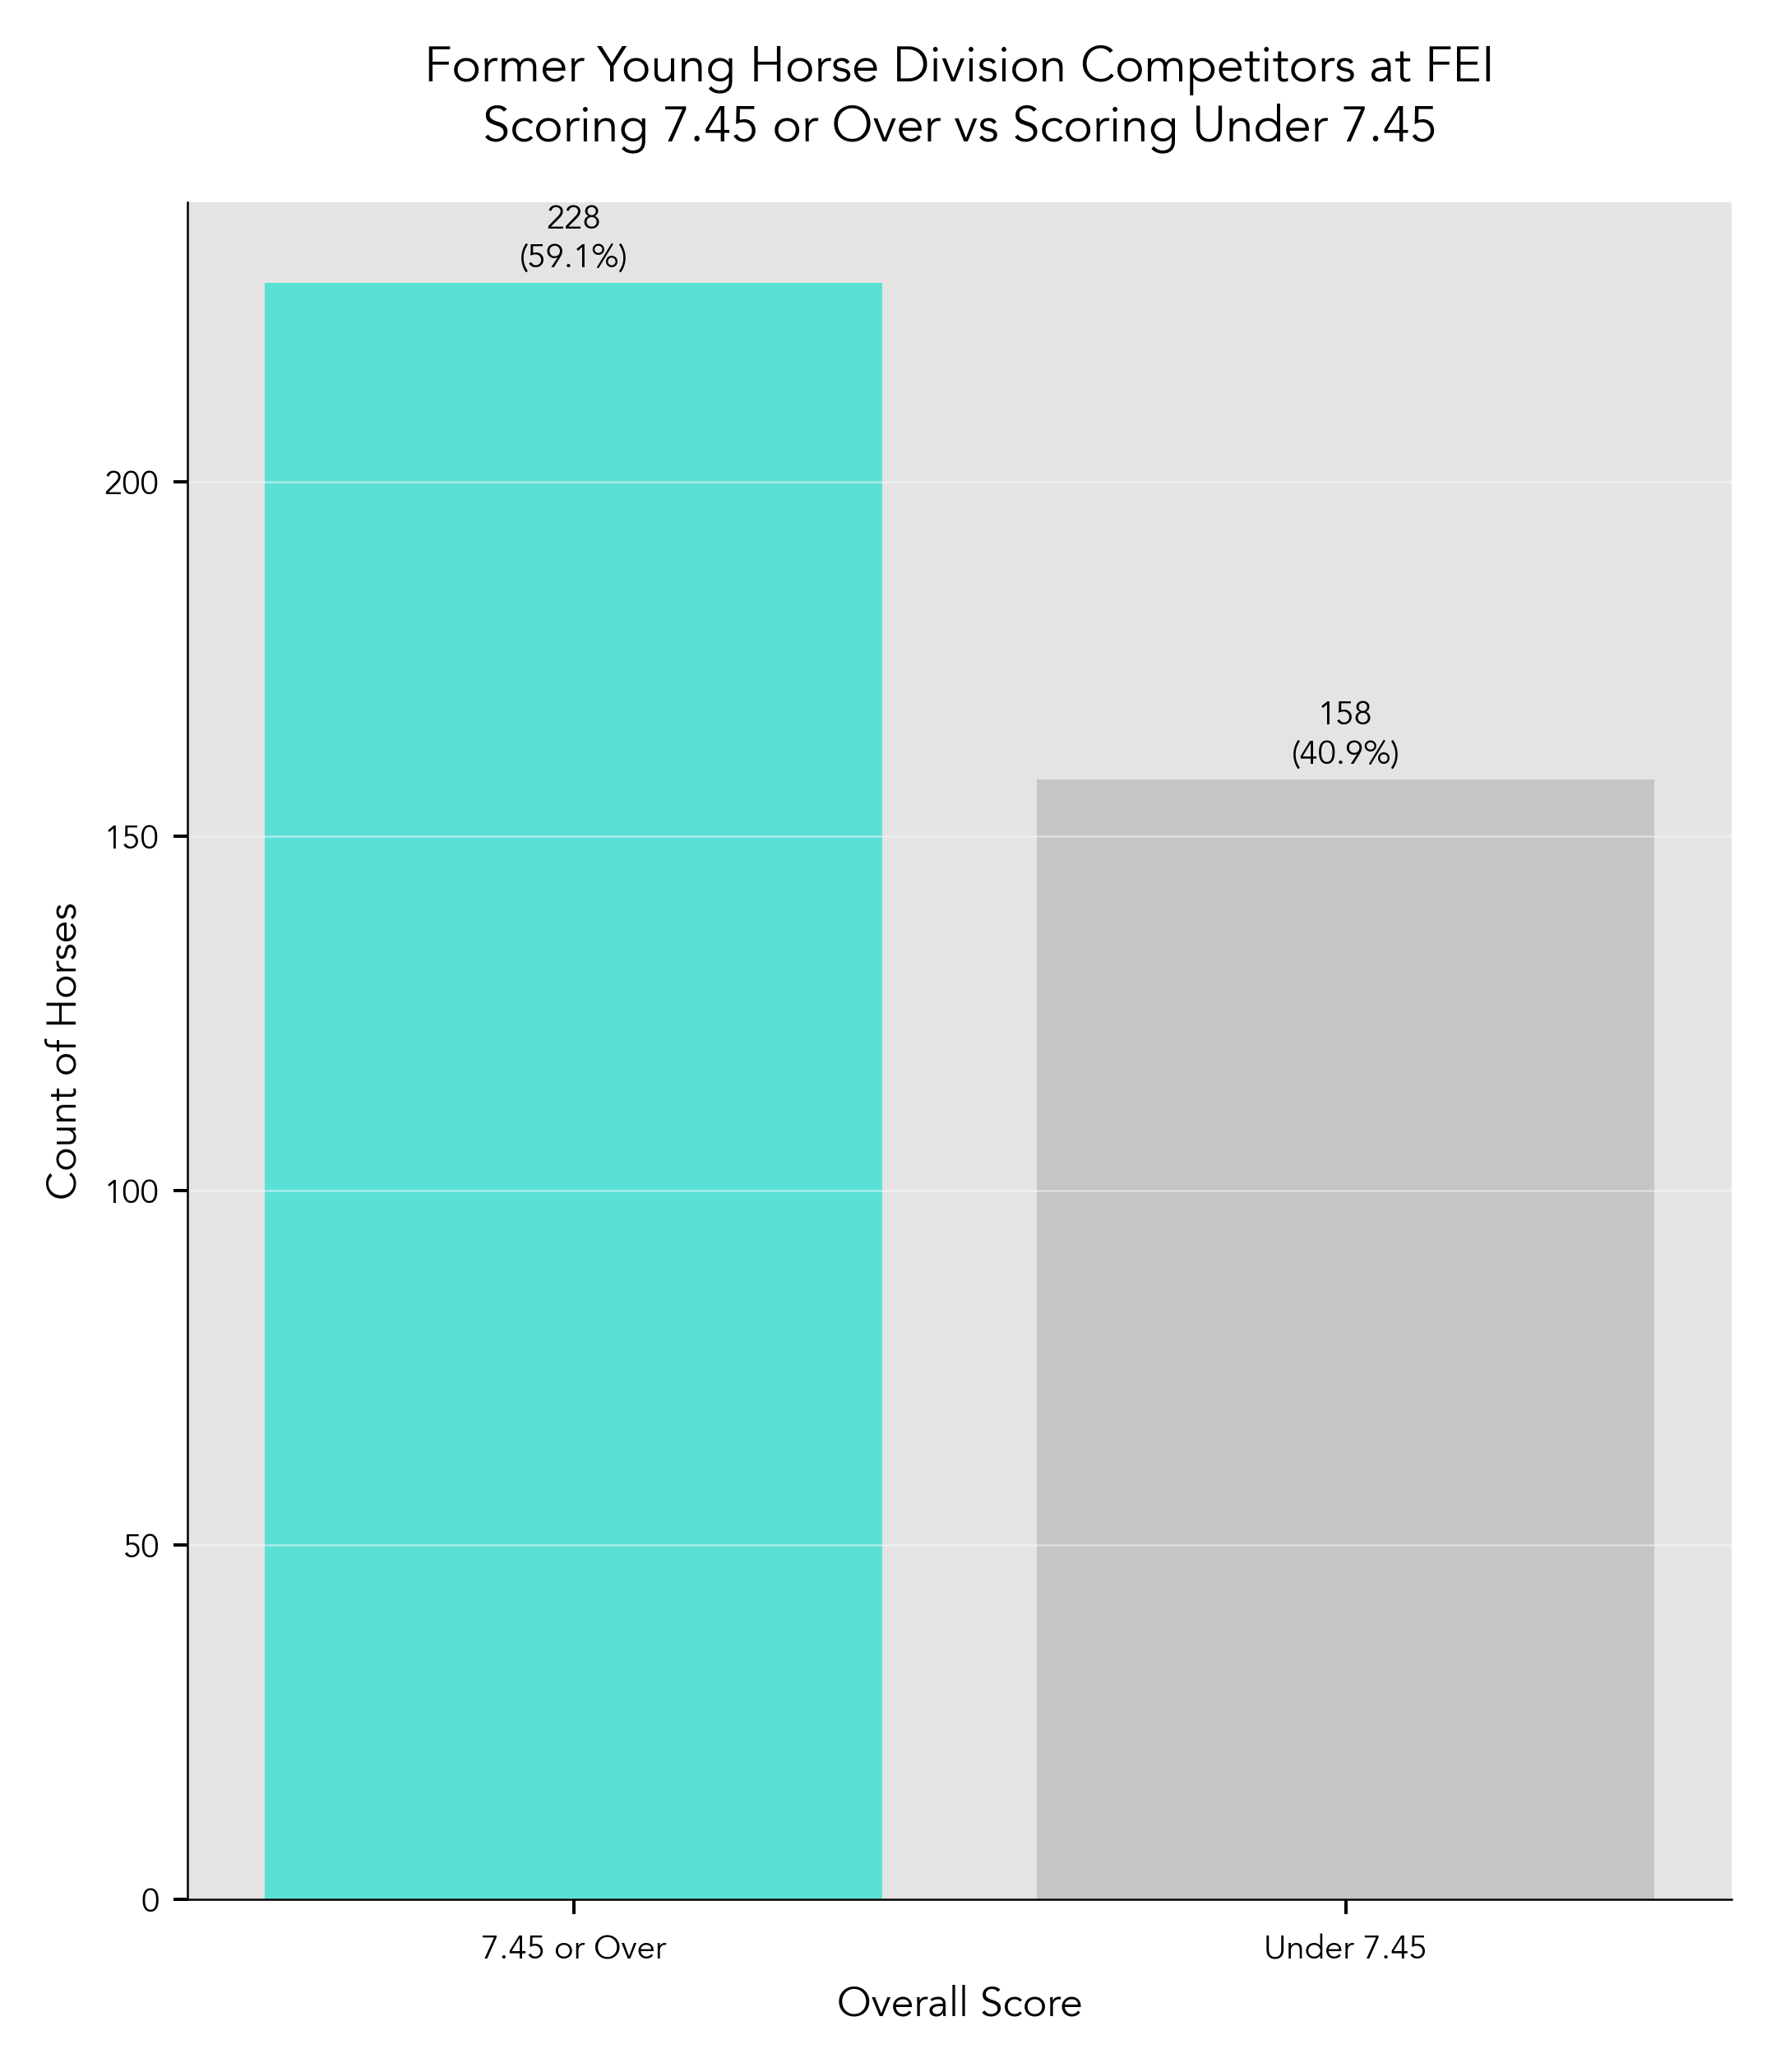 Former Young Horse Division Competitors at FEI
Scoring 7.45 or Over vs Scoring Under 7.45
228
(59.1%)
158
(40.9%)
200
150
100
50
0
Count of Horses
7.45 or Over
Under 7.45
Overall Score